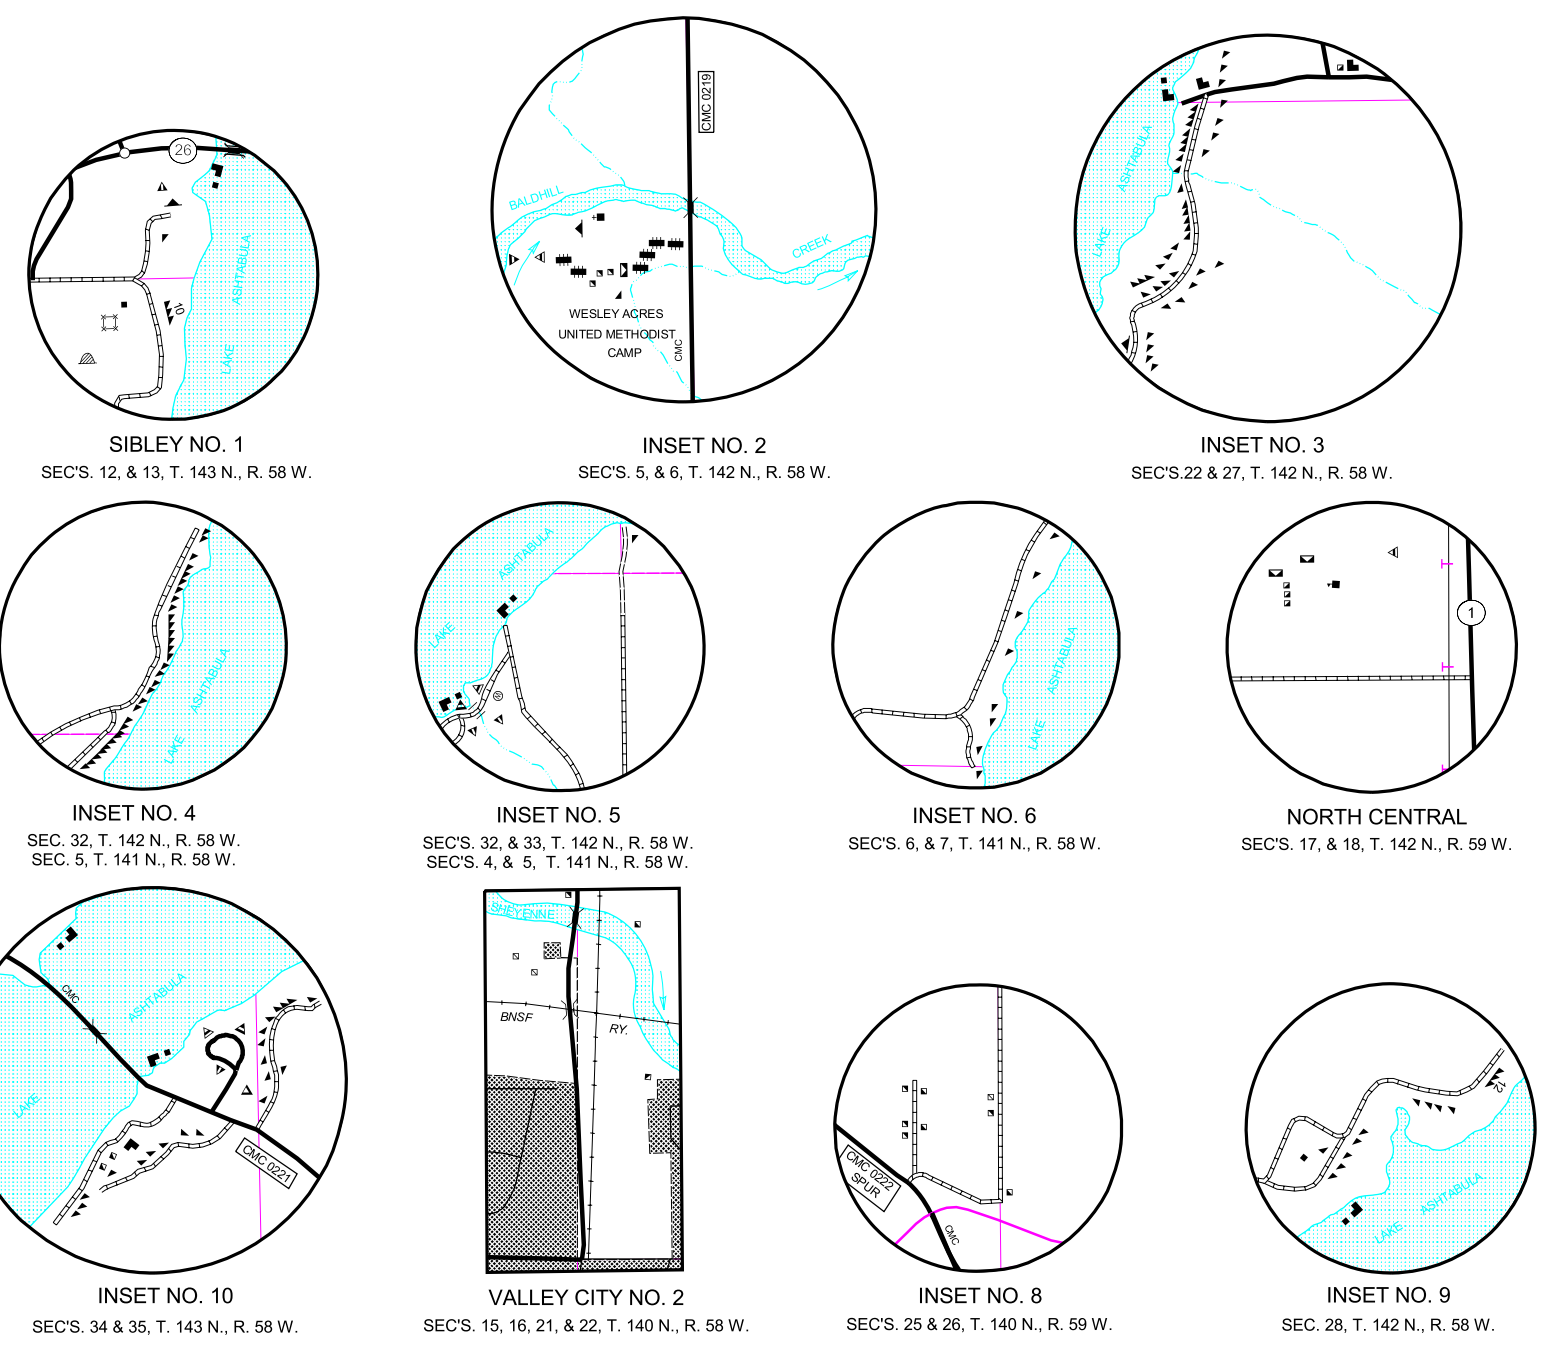 26
ASHTABULA
10
LAKE
SIBLEY NO. 1
SEC'S. 12, & 13, T. 143 N., R. 58 W.
CMC 0219
BALDHILL
CREEK
WESLEY ACRES
UNITED METHODIST
CAMP
CMC
INSET NO. 2
SEC'S. 5, & 6, T. 142 N., R. 58 W.
ASHTABULA
LAKE
INSET NO. 3
SEC'S.22 & 27, T. 142 N., R. 58 W.
ASHTABULA
LAKE
INSET NO. 4
SEC. 32, T. 142 N., R. 58 W.
SEC. 5, T. 141 N., R. 58 W.
ASHTABULA
LAKE
INSET NO. 5
SEC'S. 32, & 33, T. 142 N., R. 58 W.
SEC'S. 4, & 5, T. 141 N., R. 58 W.
ASHTABULA
LAKE
INSET NO. 6
SEC'S. 6, & 7, T. 141 N., R. 58 W.
1
NORTH CENTRAL
SEC'S. 17, & 18, T. 142 N., R. 59 W.
CMC
ASHTABULA
LAKE
CMC 0221
INSET NO. 10
SEC'S. 34 & 35, T. 143 N., R. 58 W.
SHEYENNE
BNSF
RY.
VALLEY CITY NO. 2
SEC'S. 15, 16, 21, & 22, T. 140 N., R. 58 W.
CMC 0222
SPUR
CMC
INSET NO. 8
SEC'S. 25 & 26, T. 140 N., R. 59 W.
12
ASHTABULA
LAKE
INSET NO. 9
SEC. 28, T. 142 N., R. 58 W.